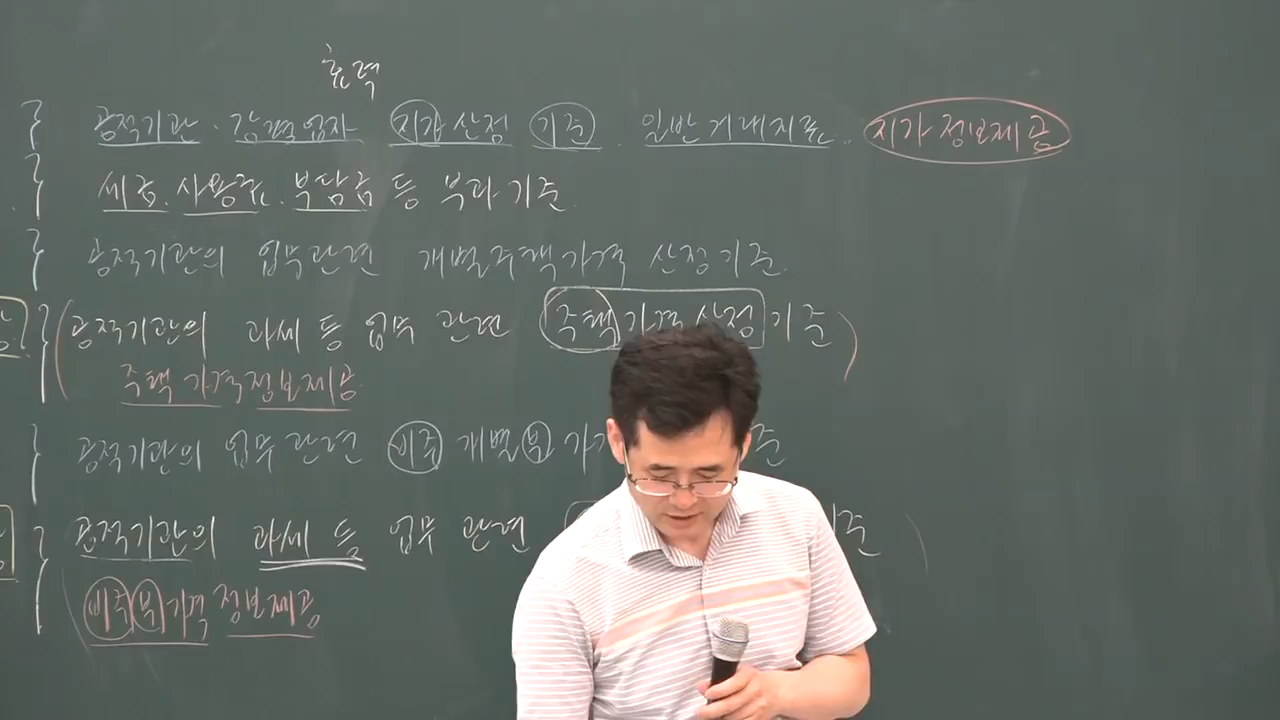 효력
공적기관 · 감정업자 지가 산정 기준. 일반거래지표. 지가정보제공
세금. 사용료. 부담금 등 부과기준.
공적기관의 업무관련 개별주택가격 산정기준.
(공적기관의 과세 등 업무 관련 주택가격산정기준)
주택가격정보제공
공적기관의 업무관련 비주 개별부 가 준
공적기관의 과세 등 업무 관련 준)
비주 부 가격 정보제공